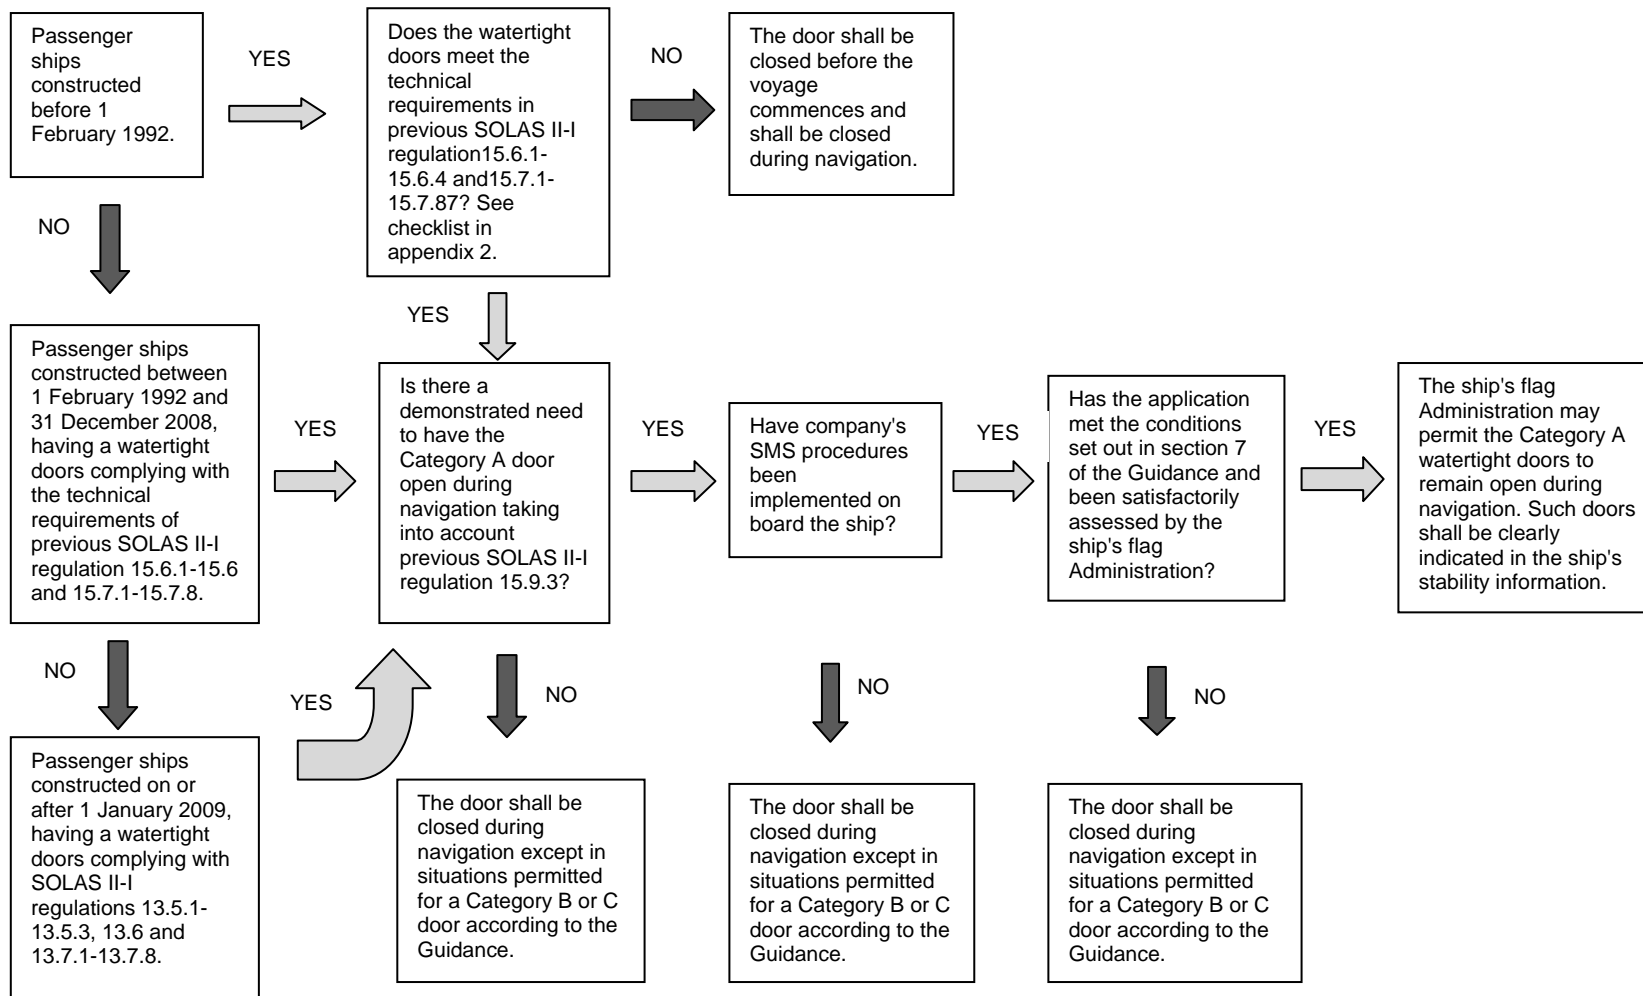 Passenger
ships
constructed
before 1
February 1992.
YES
Does the watertight
doors meet the
technical
requirements in
previous SOLAS II-I
regulation15.6.1-
15.6.4 and15.7.1-
15.7.87? See
checklist in
appendix 2.
NO
The door shall be
closed before the
voyage
commences and
shall be closed
during navigation.
NO
YES
Passenger ships
constructed between
1 February 1992 and
31 December 2008,
having a watertight
doors complying with
the technical
requirements of
previous SOLAS II-I
regulation 15.6.1-15.6
and 15.7.1-15.7.8.
YES
Is there a
demonstrated need
to have the
Category A door
open during
navigation taking
into account
previous SOLAS II-I
regulation 15.9.3?
YES
Have company's
SMS procedures
been
implemented on
board the ship?
YES
Has the application
met the conditions
set out in section 7
of the Guidance and
been satisfactorily
assessed by the
ship's flag
Administration?
YES
The ship's flag
Administration may
permit the Category A
watertight doors to
remain open during
navigation. Such doors
shall be clearly
indicated in the ship's
stability information.
NO
YES
NO
NO
NO
Passenger ships
constructed on or
after 1 January 2009,
having a watertight
doors complying with
SOLAS II-I
regulations 13.5.1-
13.5.3, 13.6 and
13.7.1-13.7.8.
The door shall be
closed during
navigation except in
situations permitted
for a Category B or C
door according to the
Guidance.
The door shall be
closed during
navigation except in
situations permitted
for a Category B or C
door according to the
Guidance.
The door shall be
closed during
navigation except in
situations permitted
for a Category B or C
door according to the
Guidance.